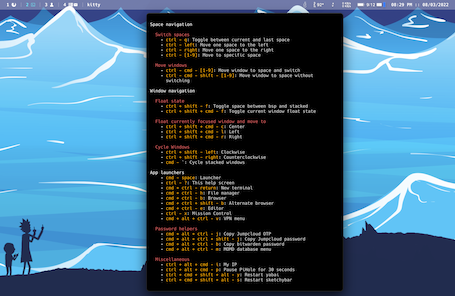 1
2
3
4
kitty
82°
12
08:29 PM
08/03/2022
Space navigation
Switch spaces
• ctrl - q: Toggle between current and last space
• ctrl - left: Move one space to the left
• ctrl - right: Move one space to the right
• ctrl - [1-9]: Move to specific space
Move windows
• ctrl - cmd - [1-9]: Move window to space and switch
• ctrl - cmd - shift - [1-9]: Move window to space without
switching
Window navigation
Float state
• ctrl + shift - f: Toggle space between bsp and stacked
• ctrl + shift + cmd - f: Toggle current window float state
Float currently focused window and move to
• ctrl + shift + cmd - c: Center
• ctrl + shift + cmd - l: Left
• ctrl + shift + cmd - r: Right
Cycle Windows
• ctrl + shift - left: Clockwise
• ctrl + shift - right: Counterclockwise
• cmd - `: Cycle stacked windows
App launchers
• cmd - space: Launcher
• ctrl - ?: This help screen
• cmd + ctrl - return: New terminal
• cmd + ctrl - h: File manager
• cmd + ctrl - b: Browser
• cmd + ctrl + shift - b: Alternate browser
• cmd + ctrl - e: Editor
• ctrl - x: Mission Control
• cmd + alt + ctrl - v: VPN menu
Password helpers
• cmd + alt + ctrl - j: Copy Jumpcloud OTP
• cmd + alt + ctrl + shift - j: Copy Jumpcloud password
• cmd + alt + ctrl - b: Copy bitwarden password
• cmd + alt + ctrl - m: MOMD database menu
Miscellaneous
• ctrl + alt + cmd - i: My IP
• ctrl + alt + cmd - p: Pause PiHole for 30 seconds
• ctrl + alt + cmd + shift - y: Restart yabai
• ctrl + alt + cmd + shift - s: Restart sketchybar